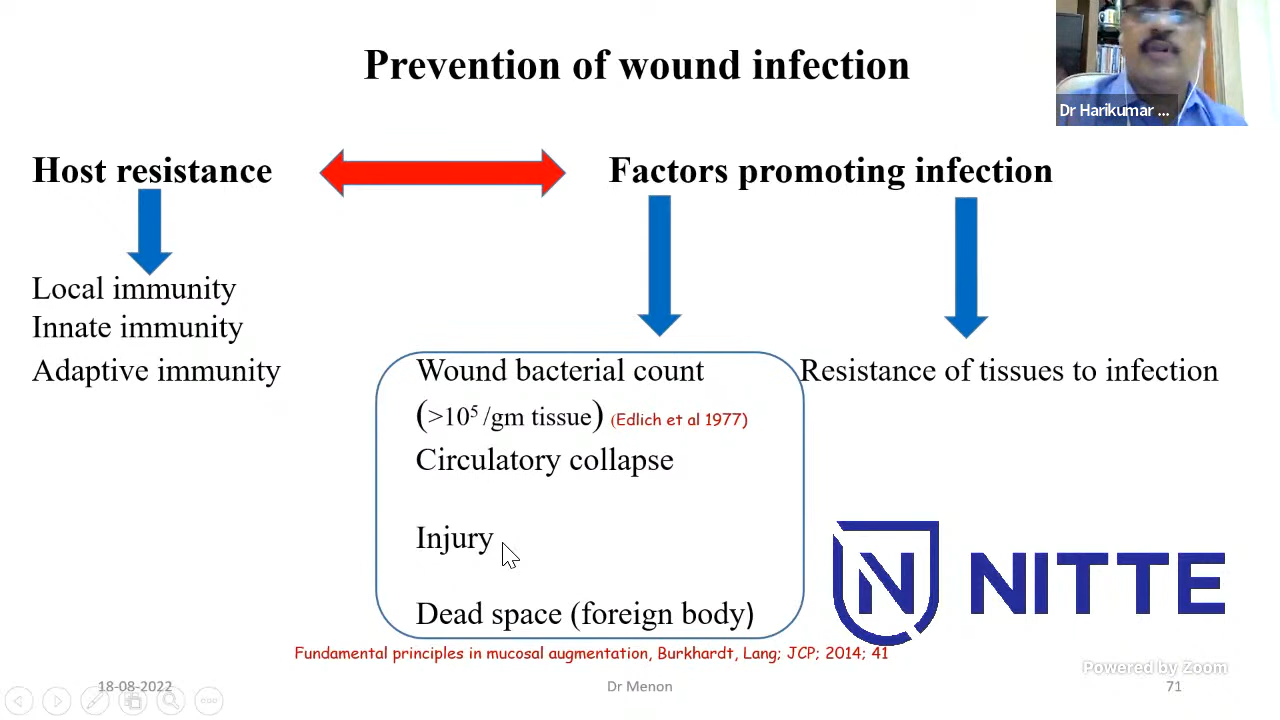 Prevention of wound infection
Dr Harikumar ...
Host resistance
Factors promoting infection
Local immunity
Innate immunity
Adaptive immunity
Wound bacterial count
(>10⁵ /gm tissue) (Edlich et al 1977)
Circulatory collapse
Injury
Dead space (foreign body)
Resistance of tissues to infection
N NITTE
Fundamental principles in mucosal augmentation, Burkhardt, Lang; JCP; 2014; 41
Powered by Zoom
18-08-2022
Dr Menon
71